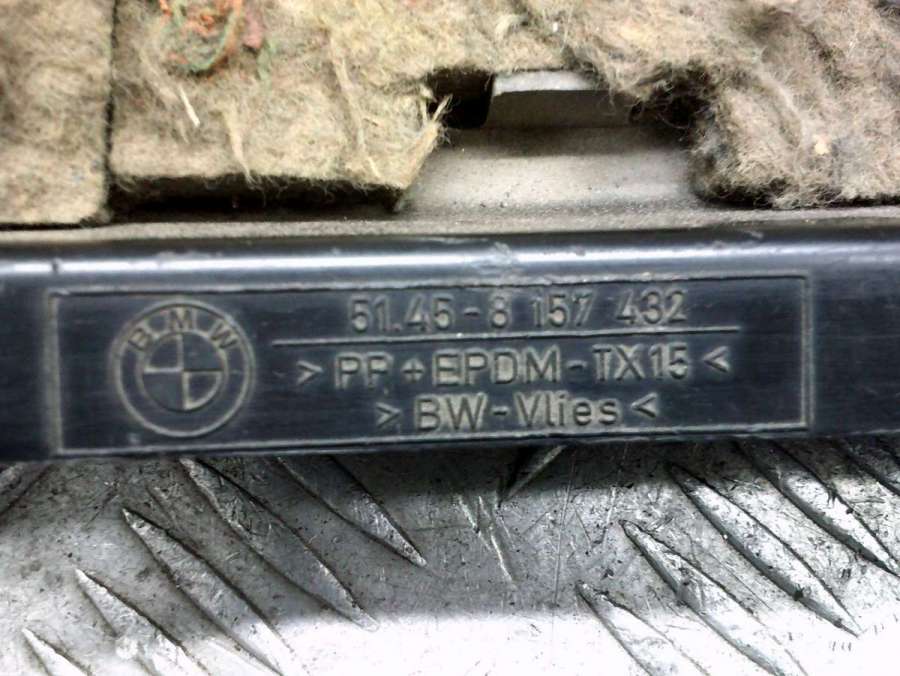 BMW
51.45-8 157 432
>PP+EPDM-TX15<
>BW-Vlies<